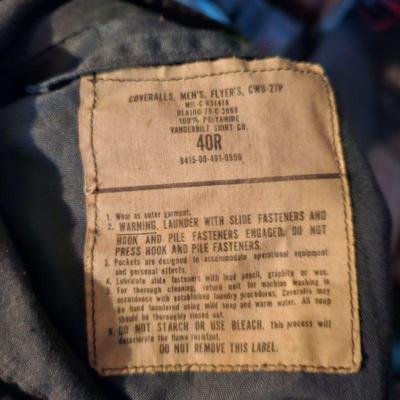 COVERALLS, MEN'S, FLYER'S, CWU-27P
MIL-C-83141A
100% POLYAMIDE
VANDERBILT SHIRT CO.
40R
8415-00-491-0956
1. Wear as outer garment.
2. WARNING. LAUNDER WITH SLIDE FASTENERS AND
HOOK AND PILE FASTENERS ENGAGED. DO NOT
PRESS HOOK AND PILE FASTENERS.
3. Pockets are designed to accommodate operational equipment
and personal effects.
4. Lubricate slide fasteners with lead pencil, graphite or wax.
5. For thorough cleaning, return unit for machine washing in
accordance with established laundry procedures. Coveralls may
be hand laundered using mild soap and warm water. All soap
should be thoroughly rinsed out.
6. DO NOT STARCH OR USE BLEACH. This process will
deteriorate the flame resistant.
DO NOT REMOVE THIS LABEL.